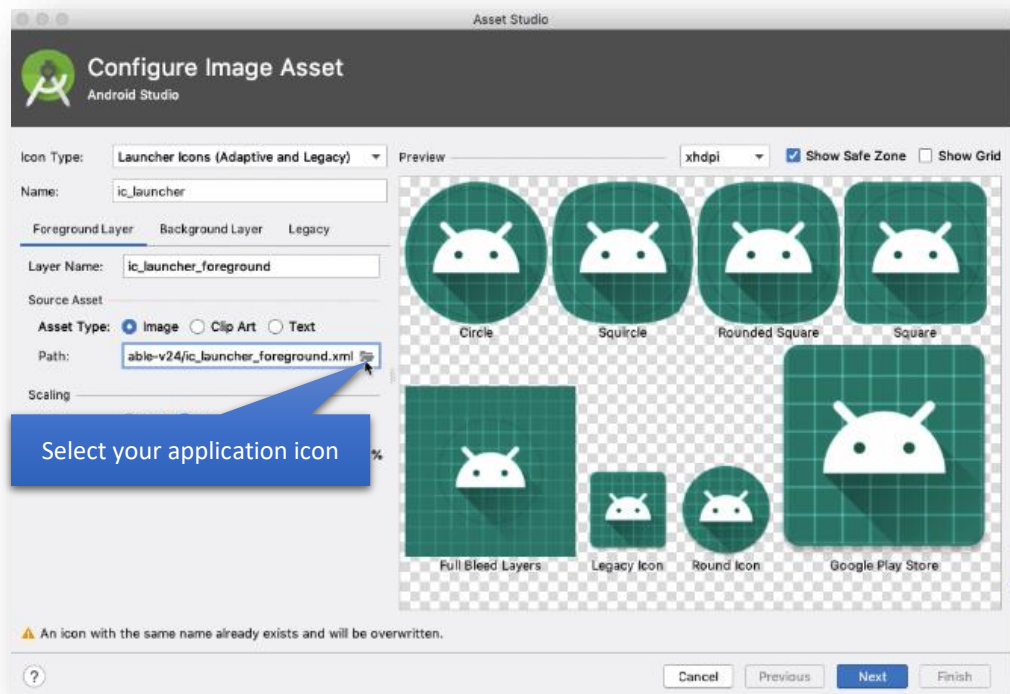 Asset Studio
Configure Image Asset
Android Studio
Icon Type: Launcher Icons (Adaptive and Legacy)
Name: ic_launcher
Foreground Layer Background Layer Legacy
Layer Name: ic_launcher_foreground
Source Asset
Asset Type: Image Clip Art Text
Path: able-v24/ic_launcher_foreground.xml
Scaling
Select your application icon
%
Preview xhdpi Show Safe Zone Show Grid
Circle Squircle Rounded Square Square
Full Bleed Layers Legacy Icon Round Icon Google Play Store
An icon with the same name already exists and will be overwritten.
? Cancel Previous Next Finish